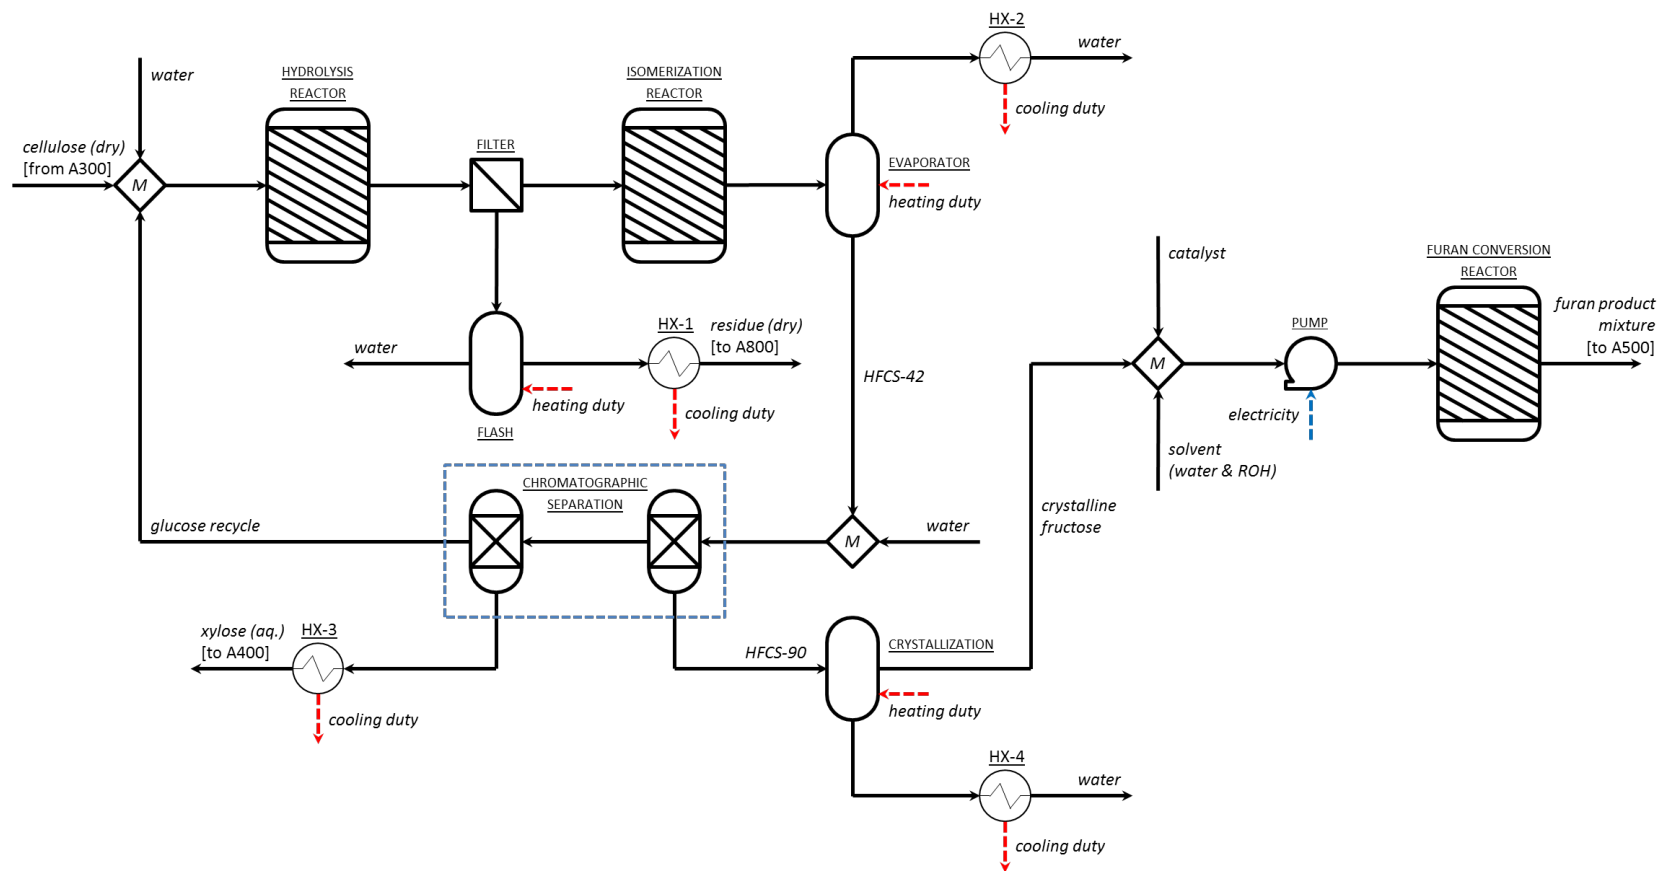 HX-2
water
water
cooling duty
HYDROLYSIS
REACTOR
ISOMERIZATION
REACTOR
cellulose (dry)
[from A300]
M
FILTER
EVAPORATOR
heating duty
catalyst
FURAN CONVERSION
REACTOR
furan product
mixture
[to A500]
PUMP
M
electricity
solvent
(water & ROH)
water
HX-1
residue (dry)
[to A800]
heating duty
cooling duty
FLASH
HFCS-42
CHROMATOGRAPHIC
SEPARATION
glucose recycle
M
water
crystalline
fructose
xylose (aq.)
[to A400]
HX-3
cooling duty
HFCS-90
CRYSTALLIZATION
heating duty
HX-4
water
cooling duty